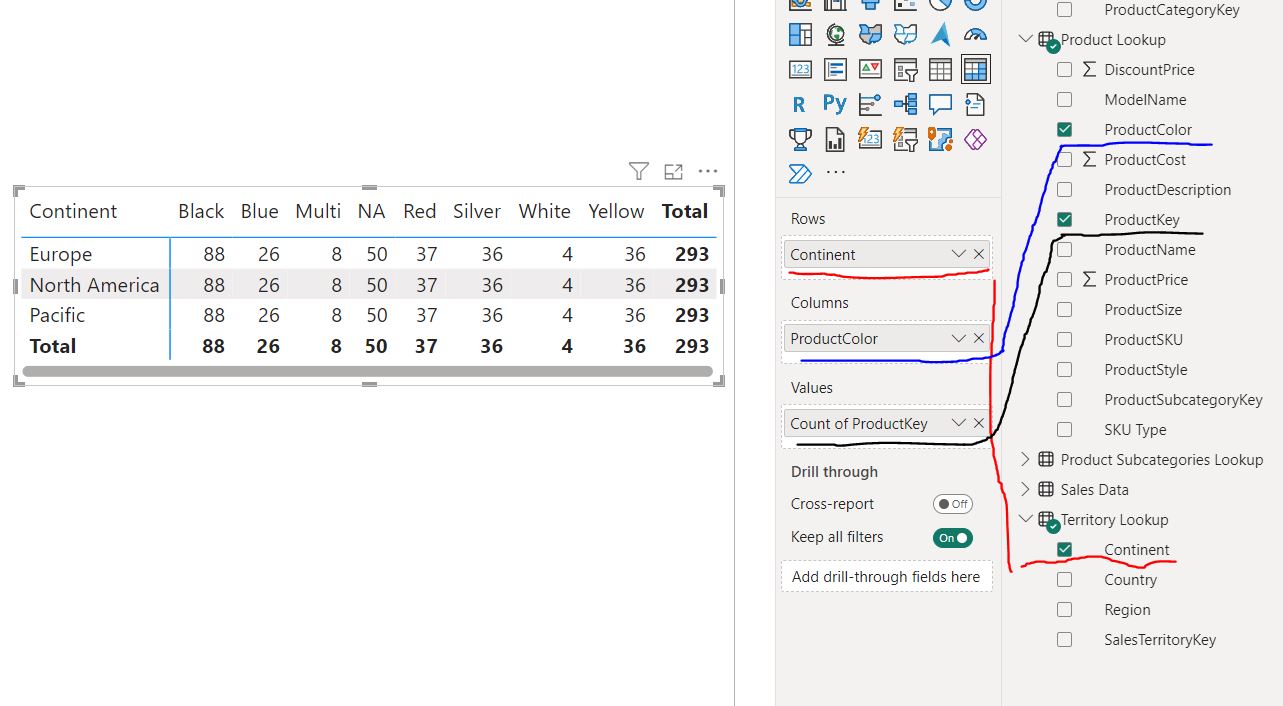 Continent Black Blue Multi NA Red Silver White Yellow Total
Europe 88 26 8 50 37 36 4 36 293
North America 88 26 8 50 37 36 4 36 293
Pacific 88 26 8 50 37 36 4 36 293
Total 88 26 8 50 37 36 4 36 293
123
R Py
123
...
Rows
Continent
Columns
ProductColor
Values
Count of ProductKey
Drill through
Cross-report Off
Keep all filters On
Add drill-through fields here
ProductCategoryKey
Product Lookup
Σ DiscountPrice
ModelName
ProductColor
Σ ProductCost
ProductDescription
ProductKey
ProductName
Σ ProductPrice
ProductSize
ProductSKU
ProductStyle
ProductSubcategoryKey
SKU Type
Product Subcategories Lookup
Sales Data
Territory Lookup
Continent
Country
Region
SalesTerritoryKey